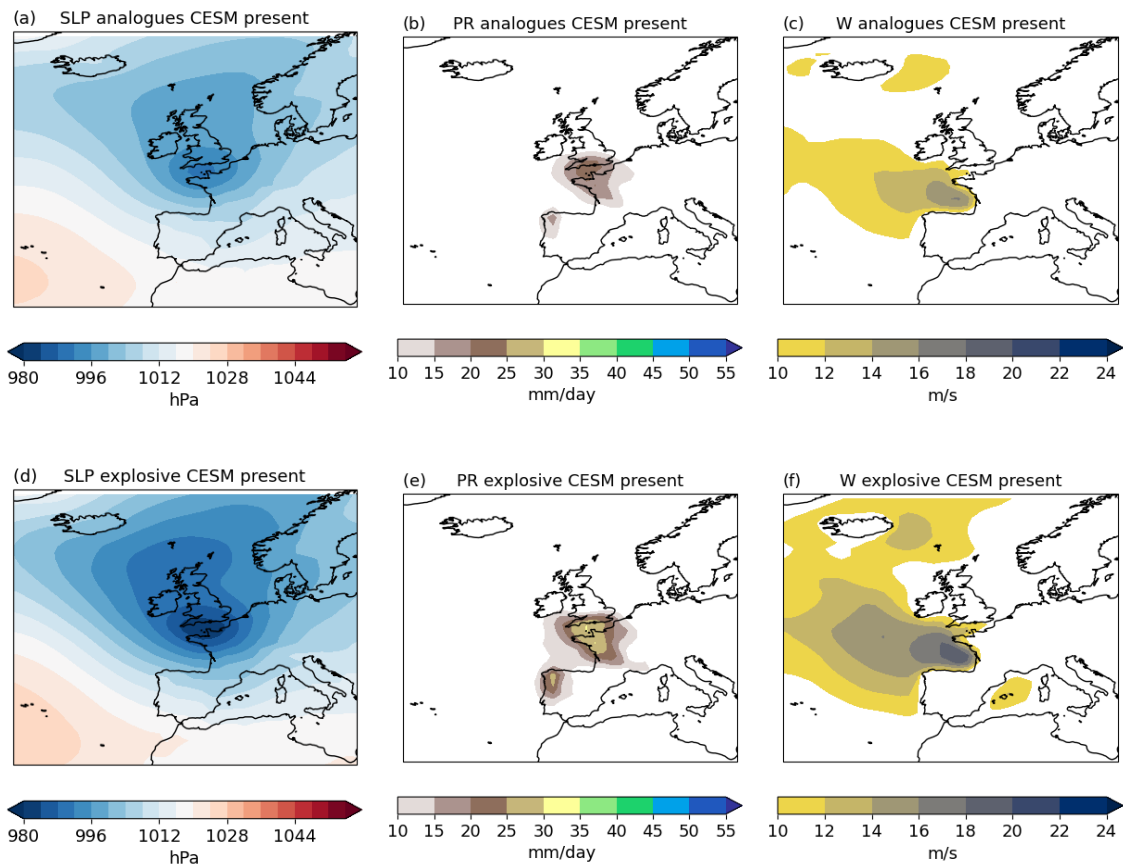 (a) SLP analogues CESM present
(b) PR analogues CESM present
(c) W analogues CESM present
980 996 1012 1028 1044
hPa
10 15 20 25 30 35 40 45 50 55
mm/day
10 12 14 16 18 20 22 24
m/s
(d) SLP explosive CESM present
(e) PR explosive CESM present
(f) W explosive CESM present
980 996 1012 1028 1044
hPa
10 15 20 25 30 35 40 45 50 55
mm/day
10 12 14 16 18 20 22 24
m/s